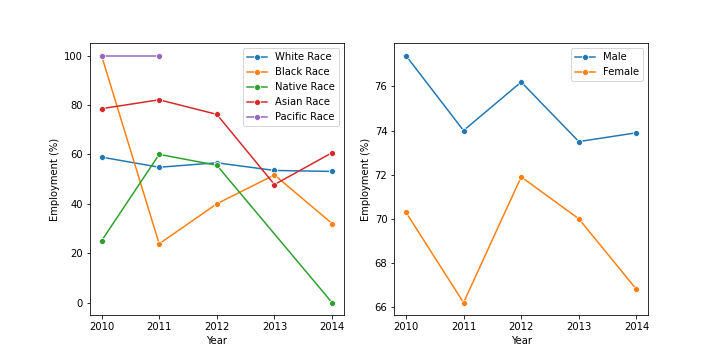 White Race
Black Race
Native Race
Asian Race
Pacific Race
100
80
60
40
20
0
Employment (%)
2010 2011 2012 2013 2014
Year
Male
Female
76
74
72
70
68
66
Employment (%)
2010 2011 2012 2013 2014
Year